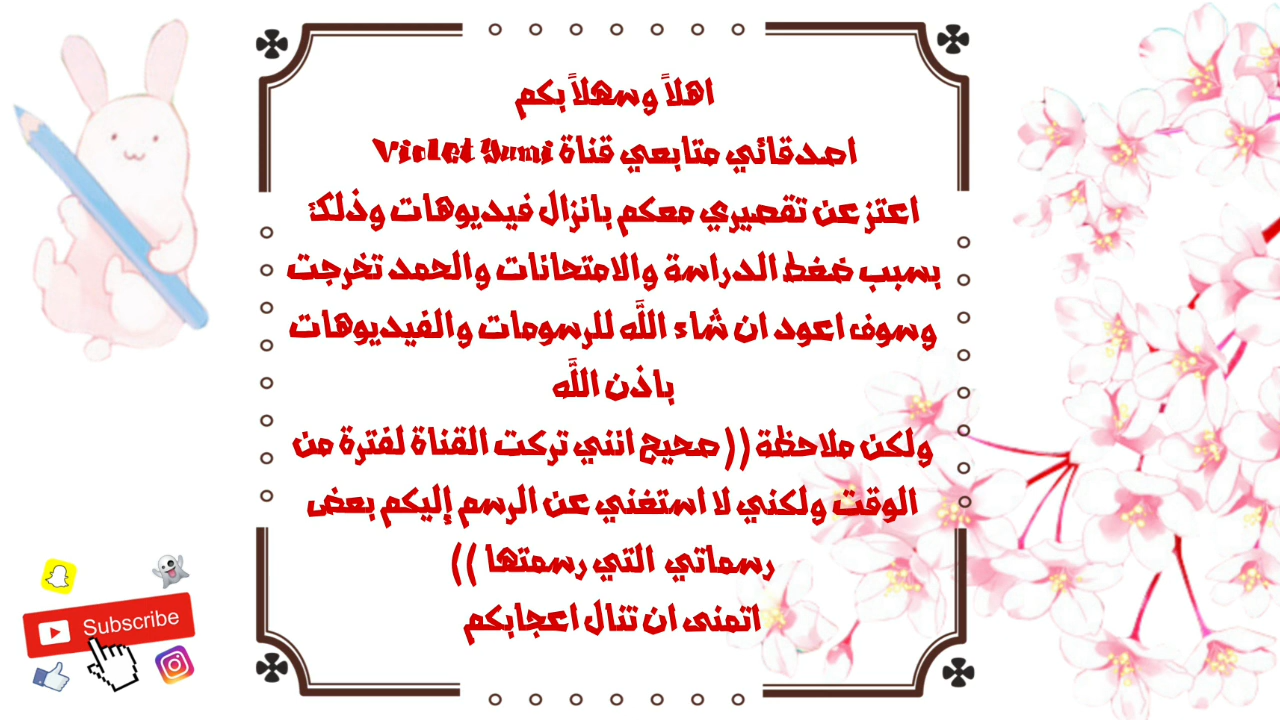 اهلاً وسهلاً بكم
اصدقائي متابعي قناة Violet Yumi
اعتز عن تقصيري معكم بانزال فيديوهات وذلك
بسبب ضغط الدراسة والامتحانات والحمد تخرجت
وسوف اعود ان شاء اللّٰه للرسومات والفيديوهات
باذن اللّٰه
ولكن ملاحظة (( صحيح انني تركت القناة لفترة من
الوقت ولكني لا استغني عن الرسم إليكم بعض
رسماتي التي رسمتها ))
اتمنى ان تنال اعجابكم
Subscribe